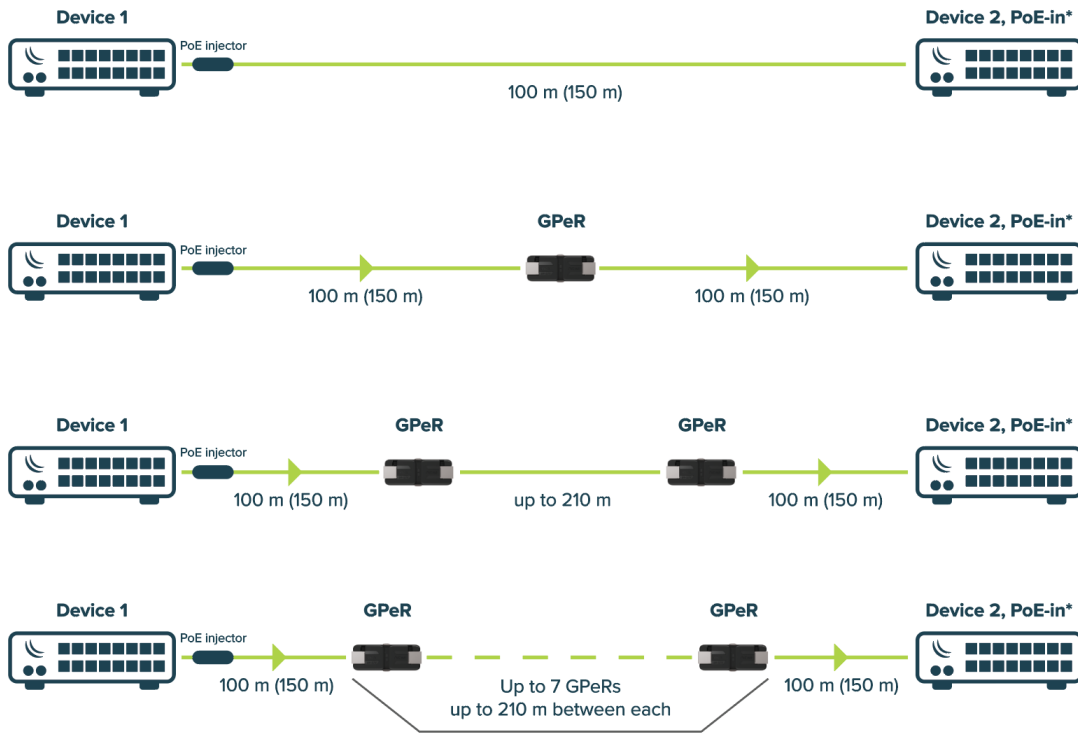 Device 1
Device 2, PoE-in*
PoE injector
100 m (150 m)
Device 1
GPeR
Device 2, PoE-in*
PoE injector
100 m (150 m)
100 m (150 m)
Device 1
GPeR
GPeR
Device 2, PoE-in*
PoE injector
100 m (150 m)
up to 210 m
100 m (150 m)
Device 1
GPeR
GPeR
Device 2, PoE-in*
PoE injector
100 m (150 m)
Up to 7 GPeRs
up to 210 m between each
100 m (150 m)